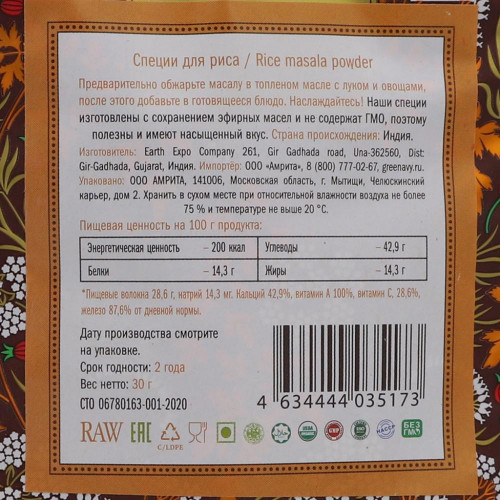 Специи для риса / Rice masala powder
Предварительно обжарьте масалу в топленом масле с луком и овощами,
после этого добавьте в готовящееся блюдо. Наслаждайтесь! Наши специи
изготовлены с сохранением эфирных масел и не содержат ГМО, поэтому
полезны и имеют насыщенный вкус. Страна происхождения: Индия.
Изготовитель: Earth Expo Company 261, Gir Gadhada road, Una-362560, Dist:
Gir-Gadhada, Gujarat, Индия. Импортёр: ООО «Амрита», 8 (800) 777-02-67, greenavy.ru.
Упаковано: ООО АМРИТА, 141006, Московская область, г. Мытищи, Челюскинский
карьер, дом 2. Хранить в сухом месте при относительной влажности воздуха не более
75 % и температуре не выше 20 °С.
Пищевая ценность на 100 г продукта:
Энергетическая ценность – 200 ккал Углеводы – 42,9 г
Белки – 14,3 г Жиры – 14,3 г
*Пищевые волокна 28,6 г, натрий 14,3 мг. Кальций 42,9%, витамин А 100%, витамин С, 28,6%,
железо 87,6% от дневной нормы.
Дату производства смотрите
на упаковке.
Срок годности: 2 года
Вес нетто: 30 г
СТО 06780163-001-2020
4 634444 035173
RAW EAC C/LDPE GMP HACCP БЕЗ ГМО